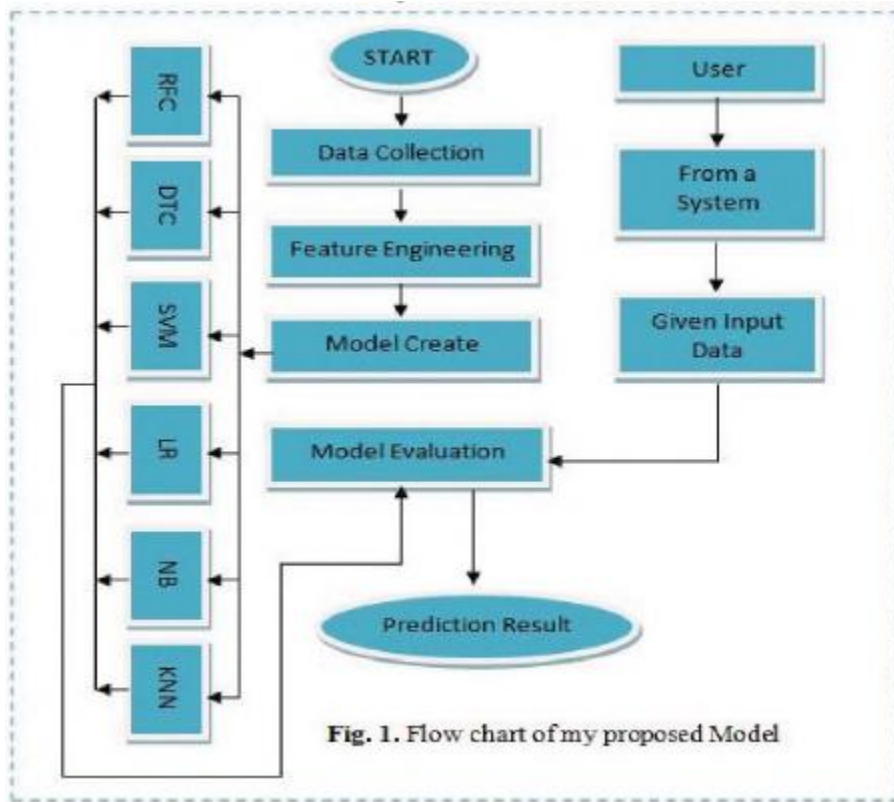 START
Data Collection
Feature Engineering
Model Create
Model Evaluation
Prediction Result
User
From a
System
Given Input
Data
RFC
DTC
SVM
LR
NB
KNN
Fig. 1. Flow chart of my proposed Model